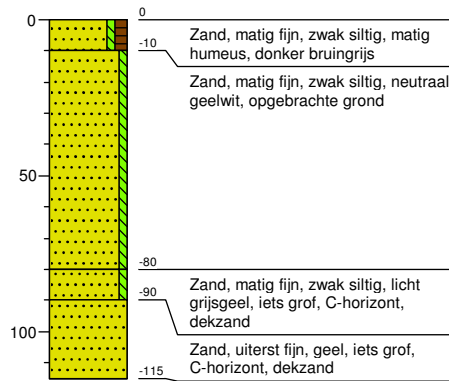 0
0
Zand, matig fijn, zwak siltig, matig
humeus, donker bruingrijs
-10
Zand, matig fijn, zwak siltig, neutraal
geelwit, opgebrachte grond
50
-80
Zand, matig fijn, zwak siltig, licht
grijsgeel, iets grof, C-horizont,
dekzand
-90
100
Zand, uiterst fijn, geel, iets grof,
C-horizont, dekzand
-115